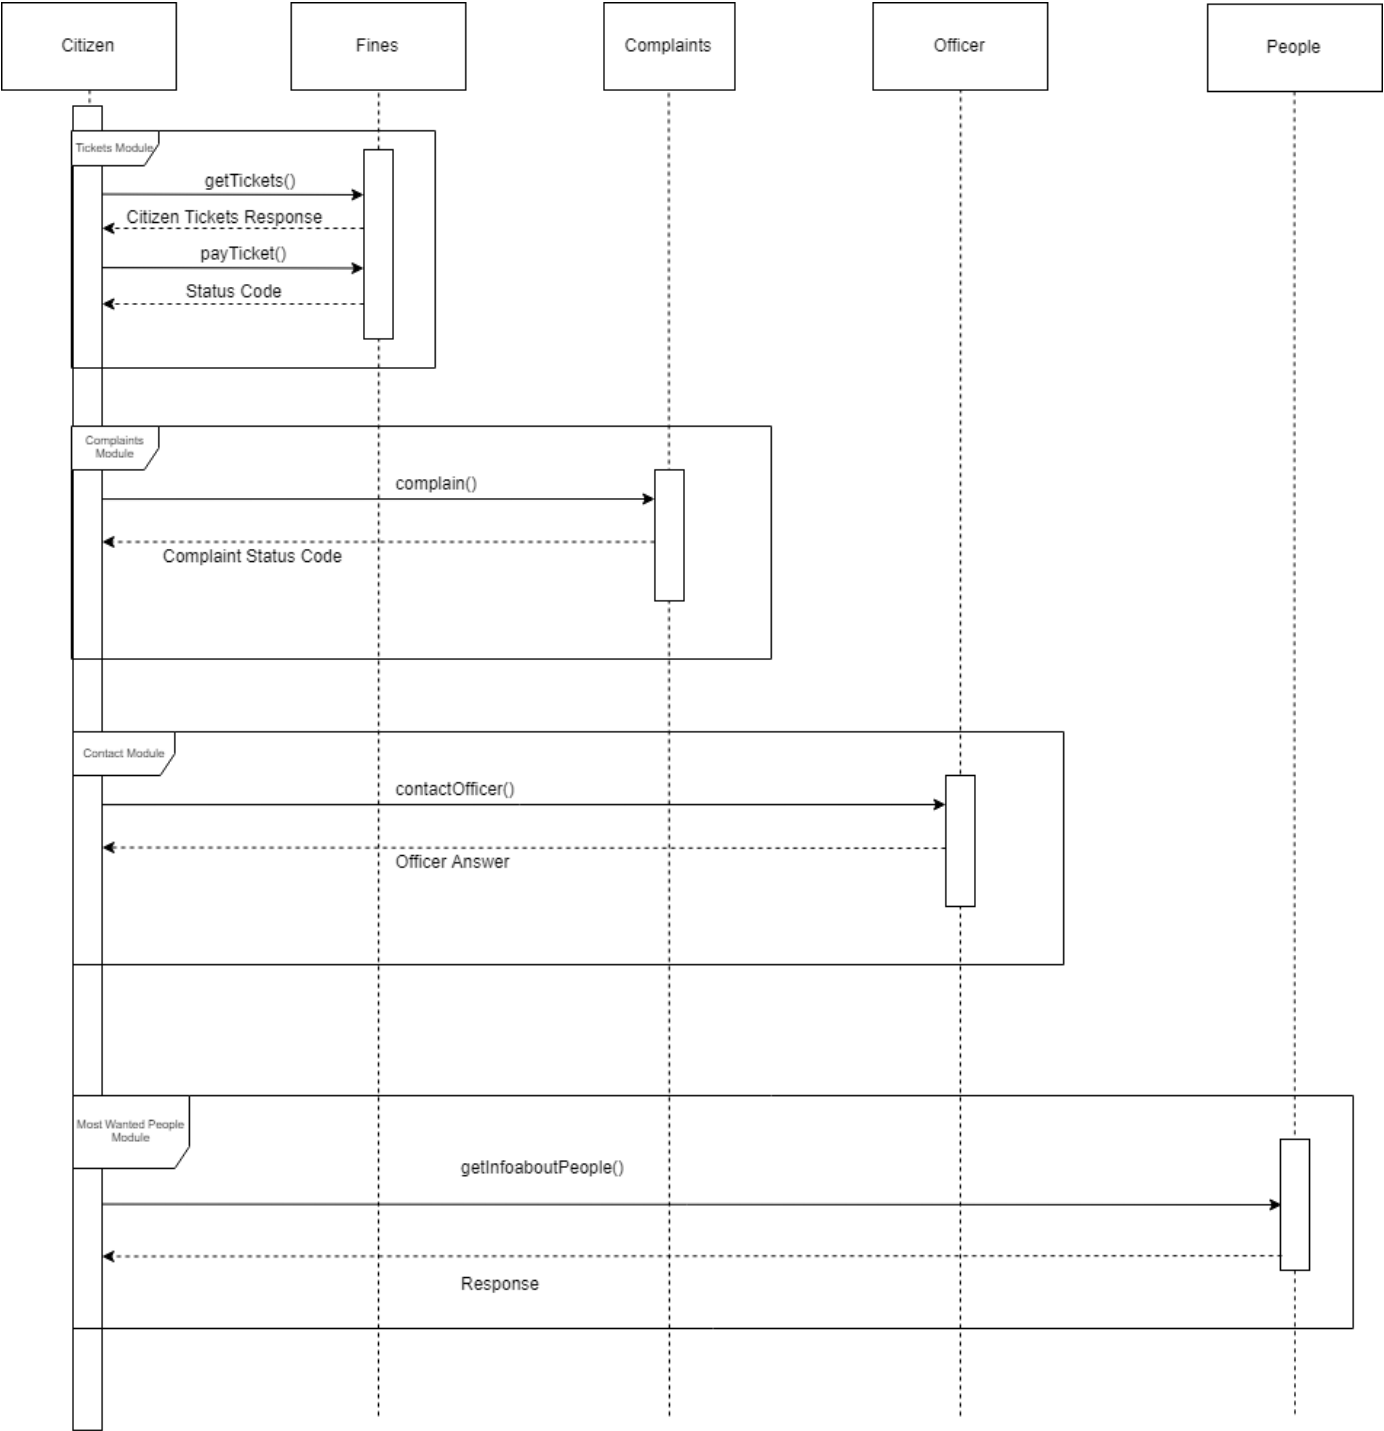 Citizen
Fines
Complaints
Officer
People
Tickets Module
getTickets()
Citizen Tickets Response
payTicket()
Status Code
Complaints
Module
complain()
Complaint Status Code
Contact Module
contactOfficer()
Officer Answer
Most Wanted People
Module
getInfoaboutPeople()
Response